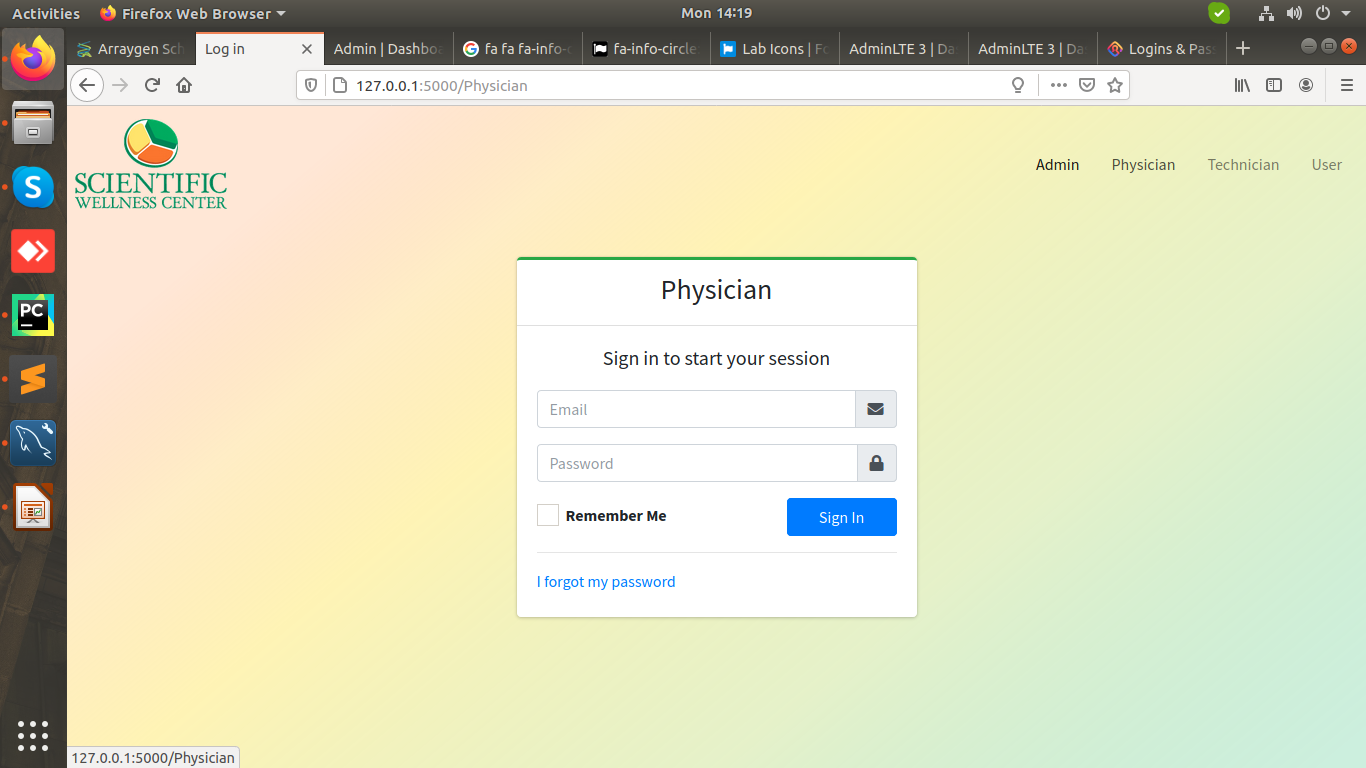 Activities Firefox Web Browser Mon 14:19
Arraygen Sch Log in Admin | Dashboa fa fa fa-info-c fa-info-circle Lab Icons | Fo AdminLTE 3 | Da AdminLTE 3 | Da Logins & Pas
127.0.0.1:5000/Physician
SCIENTIFIC
WELLNESS CENTER
Admin Physician Technician User
Physician
Sign in to start your session
Email
Password
Remember Me Sign In
I forgot my password
S
PC
127.0.0.1:5000/Physician